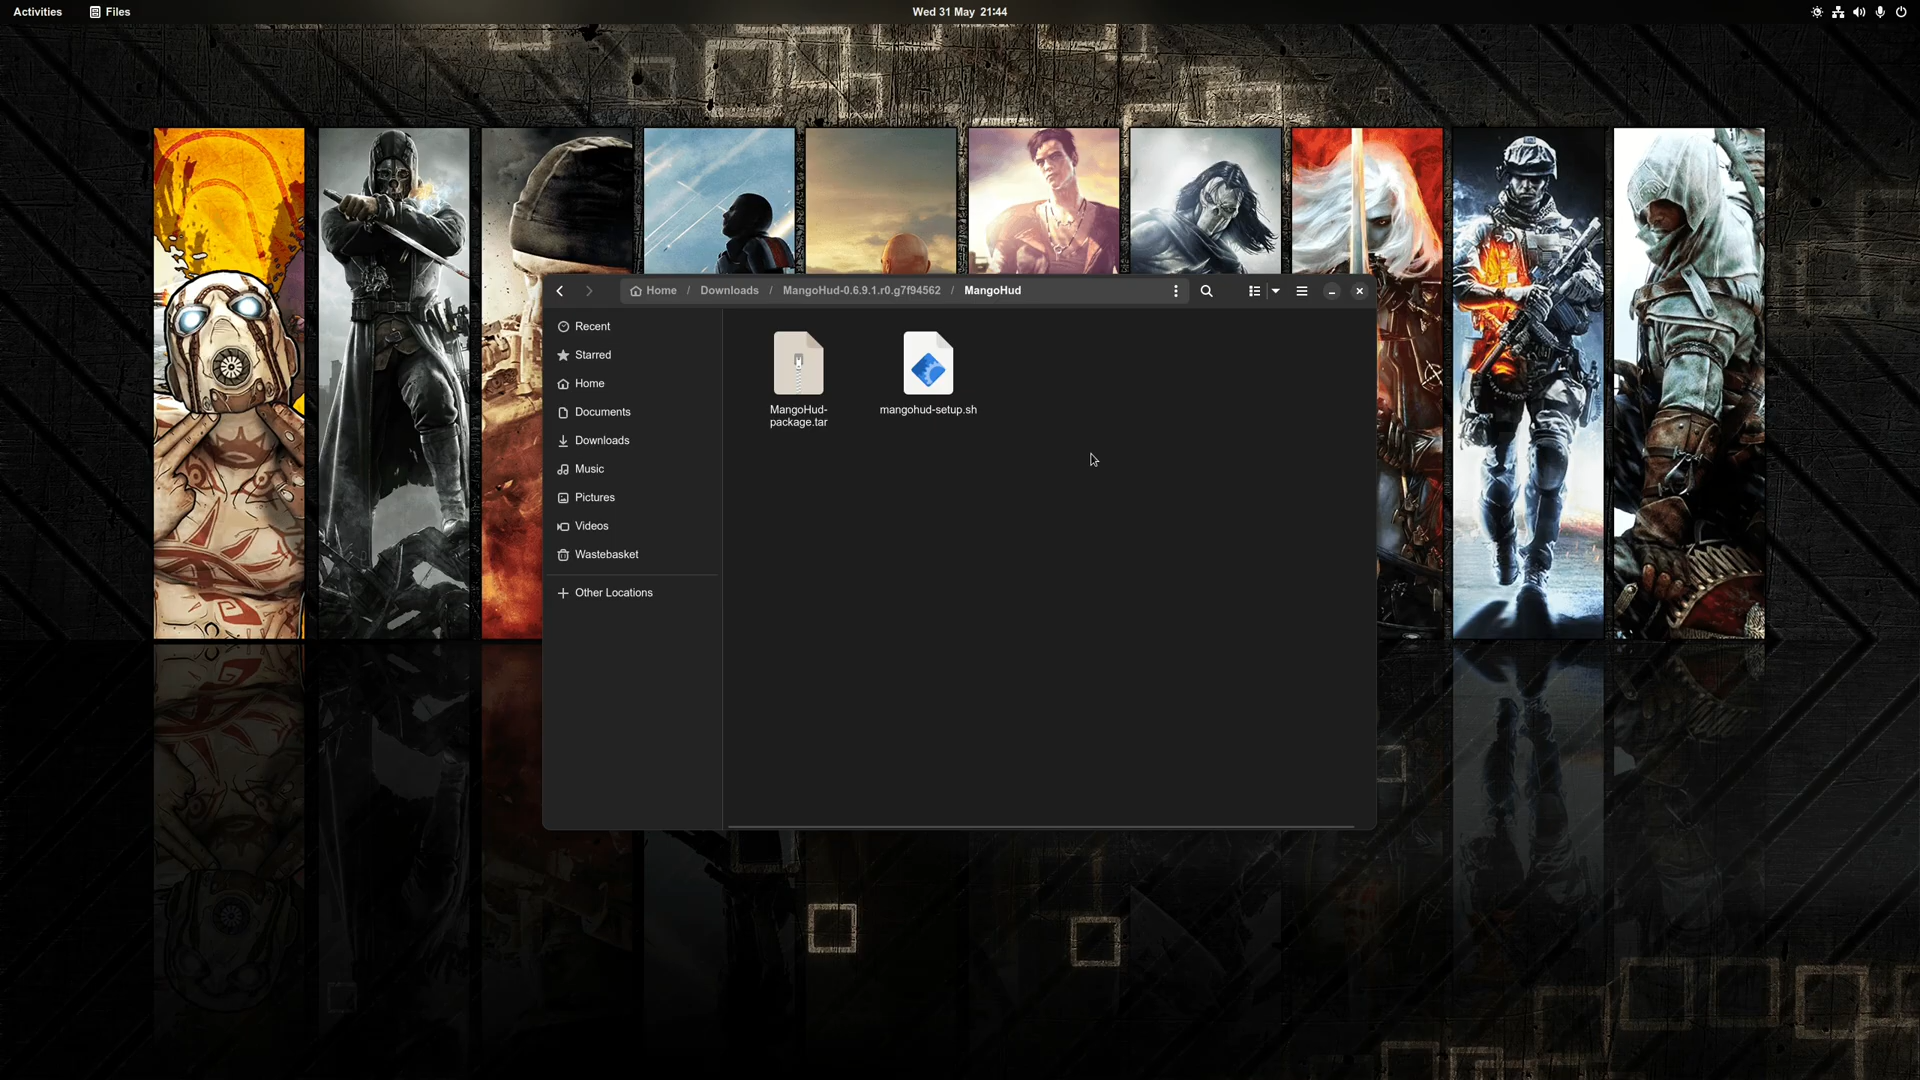 Activities
Files
Wed 31 May 21:44
Home / Downloads / MangoHud-0.6.9.1.r0.g7f94562 / MangoHud
Recent
Starred
Home
Documents
Downloads
Music
Pictures
Videos
Wastebasket
Other Locations
MangoHud-
package.tar
mangohud-setup.sh